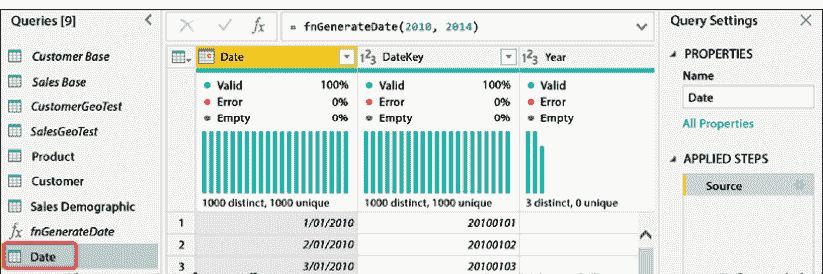 Queries [9]
Customer Base
Sales Base
CustomerGeoTest
SalesGeoTest
Product
Customer
Sales Demographic
fx fnGenerateDate
Date
fx = fnGenerateDate(2010, 2014)
Date 1²3 DateKey 1²3 Year
Valid 100% Valid 100% Valid
Error 0% Error 0% Error
Empty 0% Empty 0% Empty
1000 distinct, 1000 unique 1000 distinct, 1000 unique 3 distinct, 0 unique
1 1/01/2010 20100101
2 2/01/2010 20100102
3 3/01/2010 20100103
Query Settings
PROPERTIES
Name
Date
All Properties
APPLIED STEPS
Source